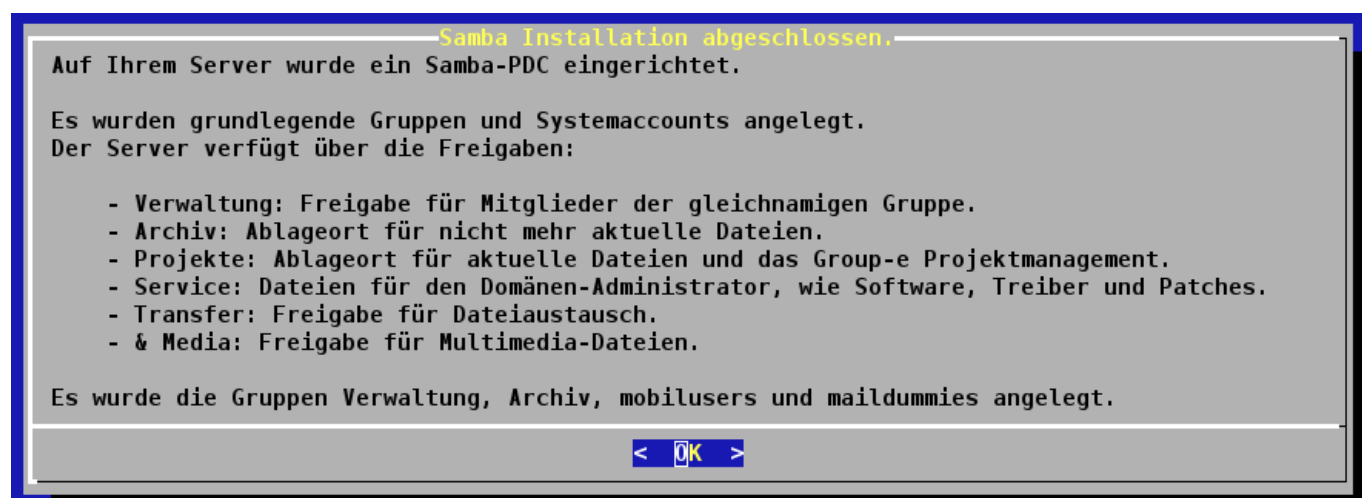 Samba Installation abgeschlossen.
Auf Ihrem Server wurde ein Samba-PDC eingerichtet.
Es wurden grundlegende Gruppen und Systemaccounts angelegt.
Der Server verfügt über die Freigaben:
- Verwaltung: Freigabe für Mitglieder der gleichnamigen Gruppe.
- Archiv: Ablageort für nicht mehr aktuelle Dateien.
- Projekte: Ablageort für aktuelle Dateien und das Group-e Projektmanagement.
- Service: Dateien für den Domänen-Administrator, wie Software, Treiber und Patches.
- Transfer: Freigabe für Dateiaustausch.
- & Media: Freigabe für Multimedia-Dateien.
Es wurde die Gruppen Verwaltung, Archiv, mobilusers und maildummies angelegt.
< OK >